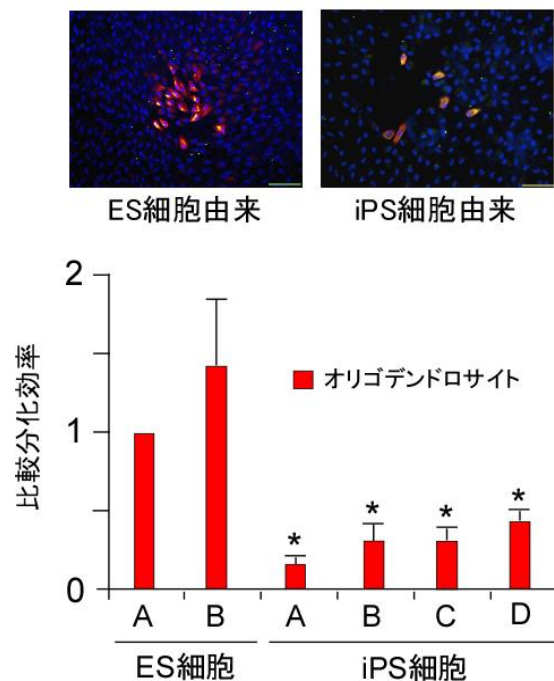 ES細胞由来 iPS細胞由来
2
比較分化効率
オリゴデンドロサイト
1
* * * *
0
A B A B C D
ES細胞 iPS細胞